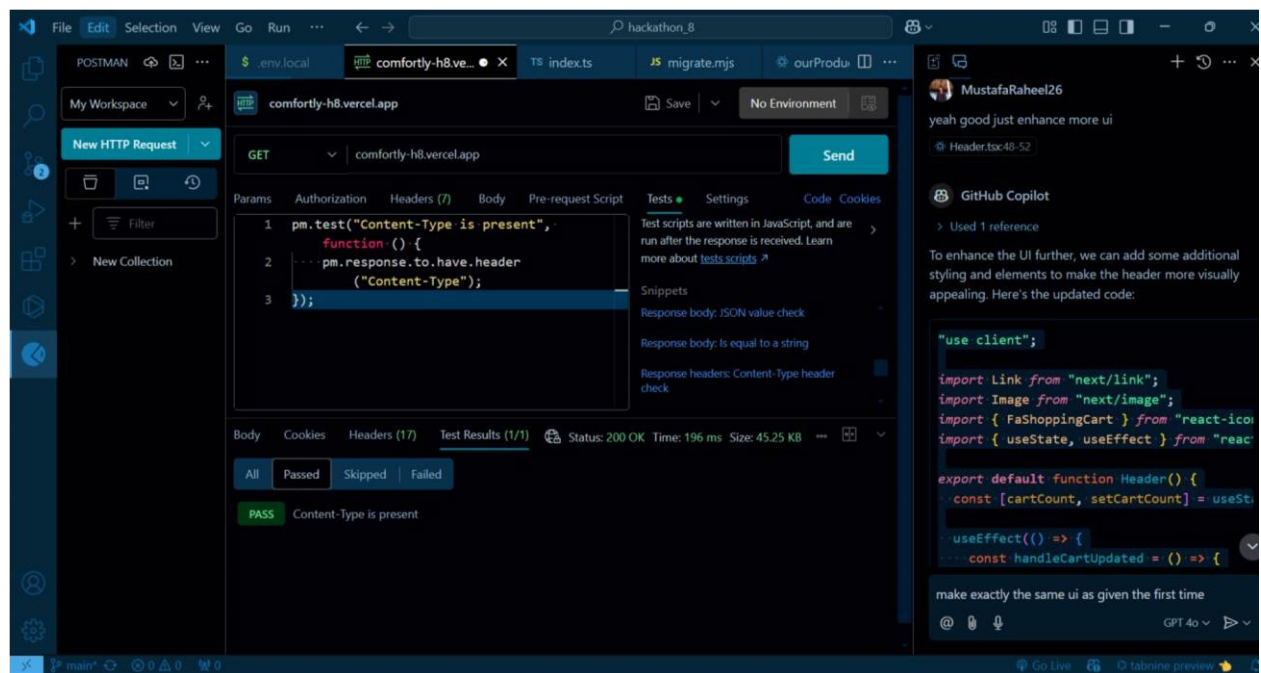 File Edit Selection View Go Run ... hackathon_8
POSTMAN
My Workspace
New HTTP Request
Filter
New Collection
$ .env.local
HTTP comfortly-h8.ve...
TS index.ts
JS migrate.mjs
ourProdu
HTTP comfortly-h8.vercel.app
Save
No Environment
GET comfortly-h8.vercel.app Send
Params Authorization Headers (7) Body Pre-request Script Tests Settings Code Cookies
1 pm.test("Content-Type is present",
function () {
2 pm.response.to.have.header
("Content-Type");
3 });
Test scripts are written in JavaScript, and are
run after the response is received. Learn
more about tests scripts
Snippets
Response body: JSON value check
Response body: Is equal to a string
Response headers: Content-Type header
check
Body Cookies Headers (17) Test Results (1/1) Status: 200 OK Time: 196 ms Size: 45.25 KB
All Passed Skipped Failed
PASS Content-Type is present
MustafaRaheel26
yeah good just enhance more ui
Header.tsx:48-52
GitHub Copilot
Used 1 reference
To enhance the UI further, we can add some additional
styling and elements to make the header more visually
appealing. Here's the updated code:
"use client";
import Link from "next/link";
import Image from "next/image";
import { FaShoppingCart } from "react-icon
import { useState, useEffect } from "reac
export default function Header() {
const [cartCount, setCartCount] = useSta
useEffect(() => {
const handleCartUpdated = () => {
make exactly the same ui as given the first time
GPT 4o
main* 0 0 0 Go Live tabnine preview